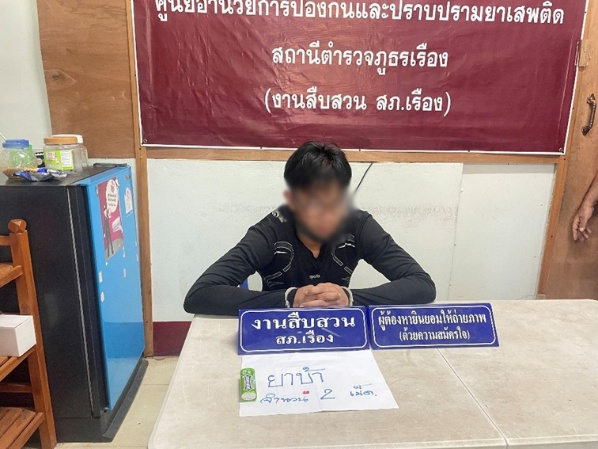 ศูนย์อำนวยการป้องกันและปราบปรามยาเสพติด
สถานีตำรวจภูธรเรือง
(งานสืบสวน สภ.เรือง)
งานสืบสวน
สภ.เรือง
ผู้ต้องหายินยอมให้ถ่ายภาพ
(ด้วยความสมัครใจ)
ยาบ้า
จำนวน 2 เม็ด